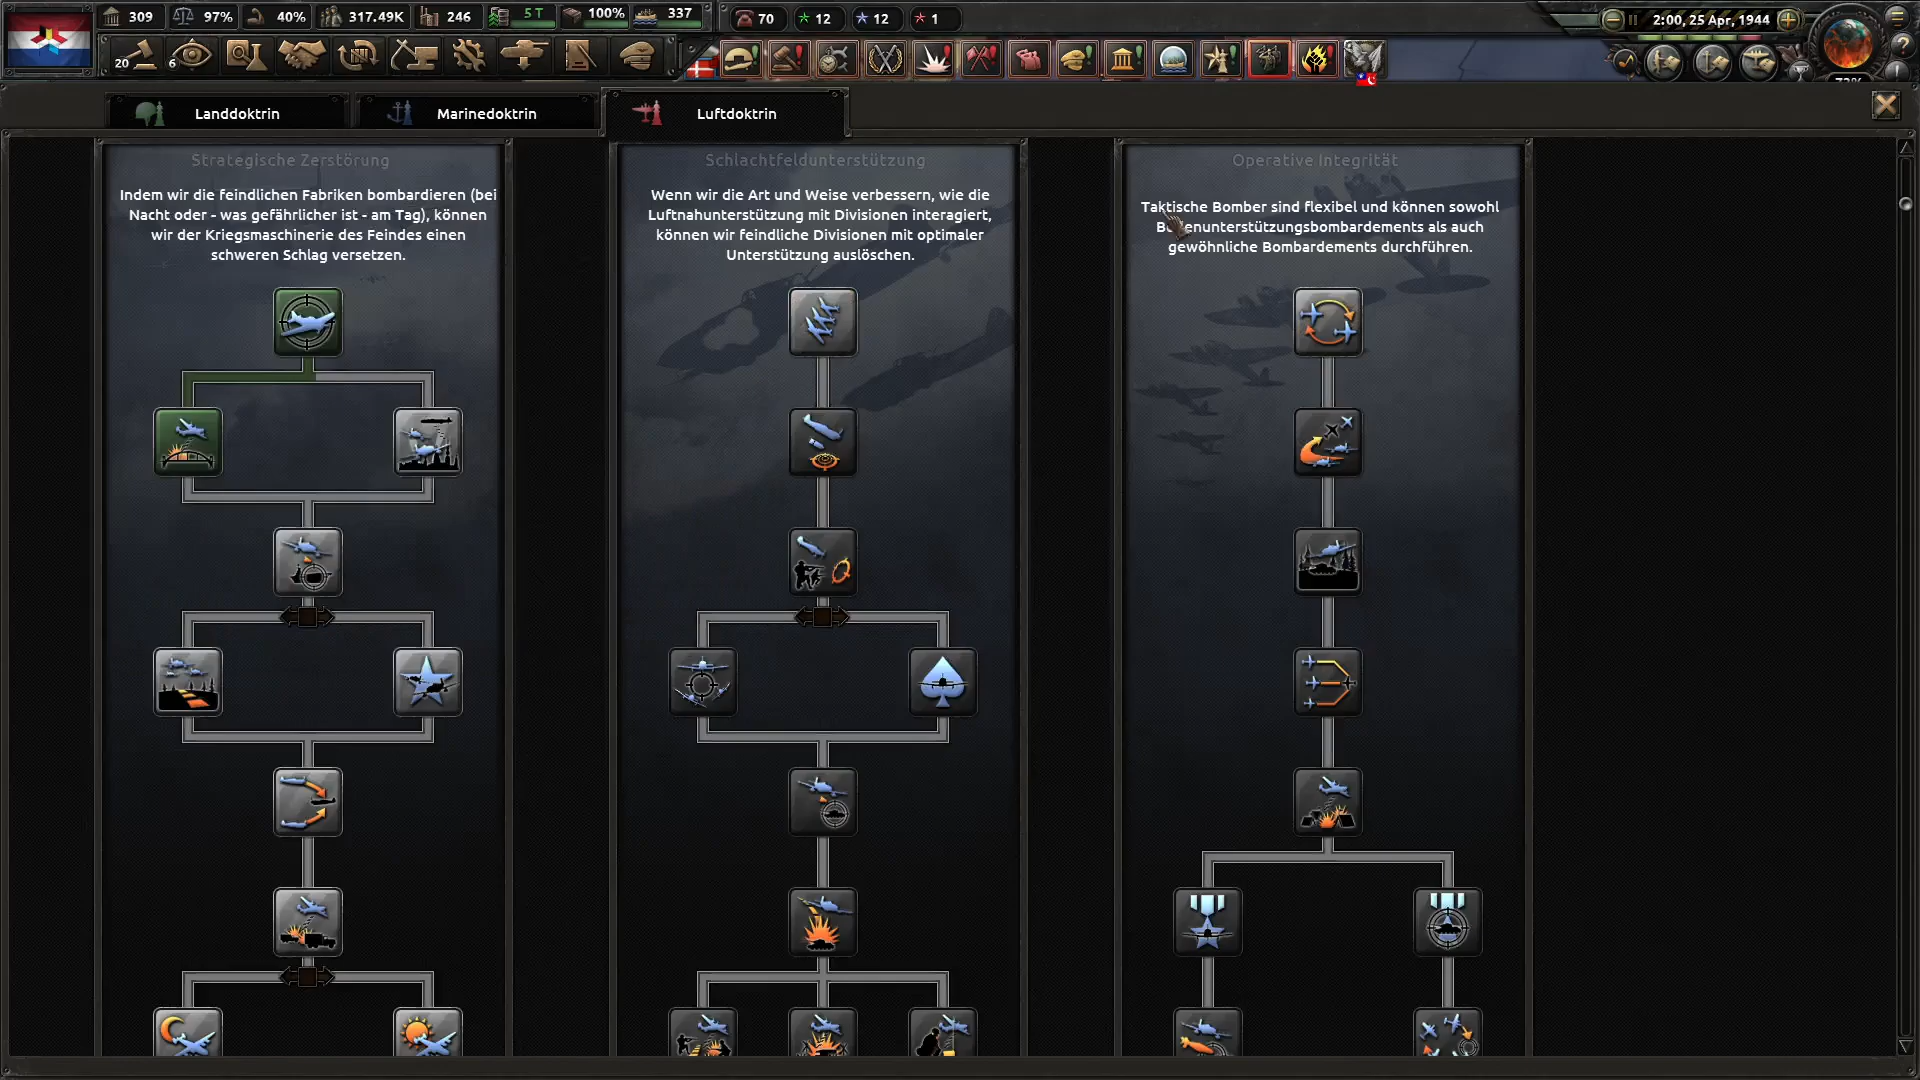 309
97%
40%
317.49K
246
5 T
100%
337
70
12
12
1
2:00, 25 Apr, 1944
20
6
Landdoktrin
Marinedoktrin
Luftdoktrin
Strategische Zerstörung
Indem wir die feindlichen Fabriken bombardieren (bei
Nacht oder - was gefährlicher ist - am Tag), können
wir der Kriegsmaschinerie des Feindes einen
schweren Schlag versetzen.
Schlachtfeldunterstützung
Wenn wir die Art und Weise verbessern, wie die
Luftnahunterstützung mit Divisionen interagiert,
können wir feindliche Divisionen mit optimaler
Unterstützung auslöschen.
Operative Integrität
Taktische Bomber sind flexibel und können sowohl
als auch
gewöhnliche Bombardements durchführen.